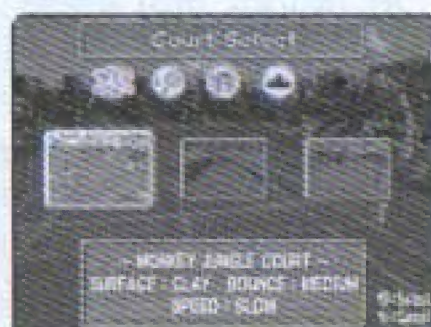 Court Select
~ MONKEY JUNGLE COURT ~
SURFACE : CLAY BOUNCE : MEDIUM
SPEED : SLOW